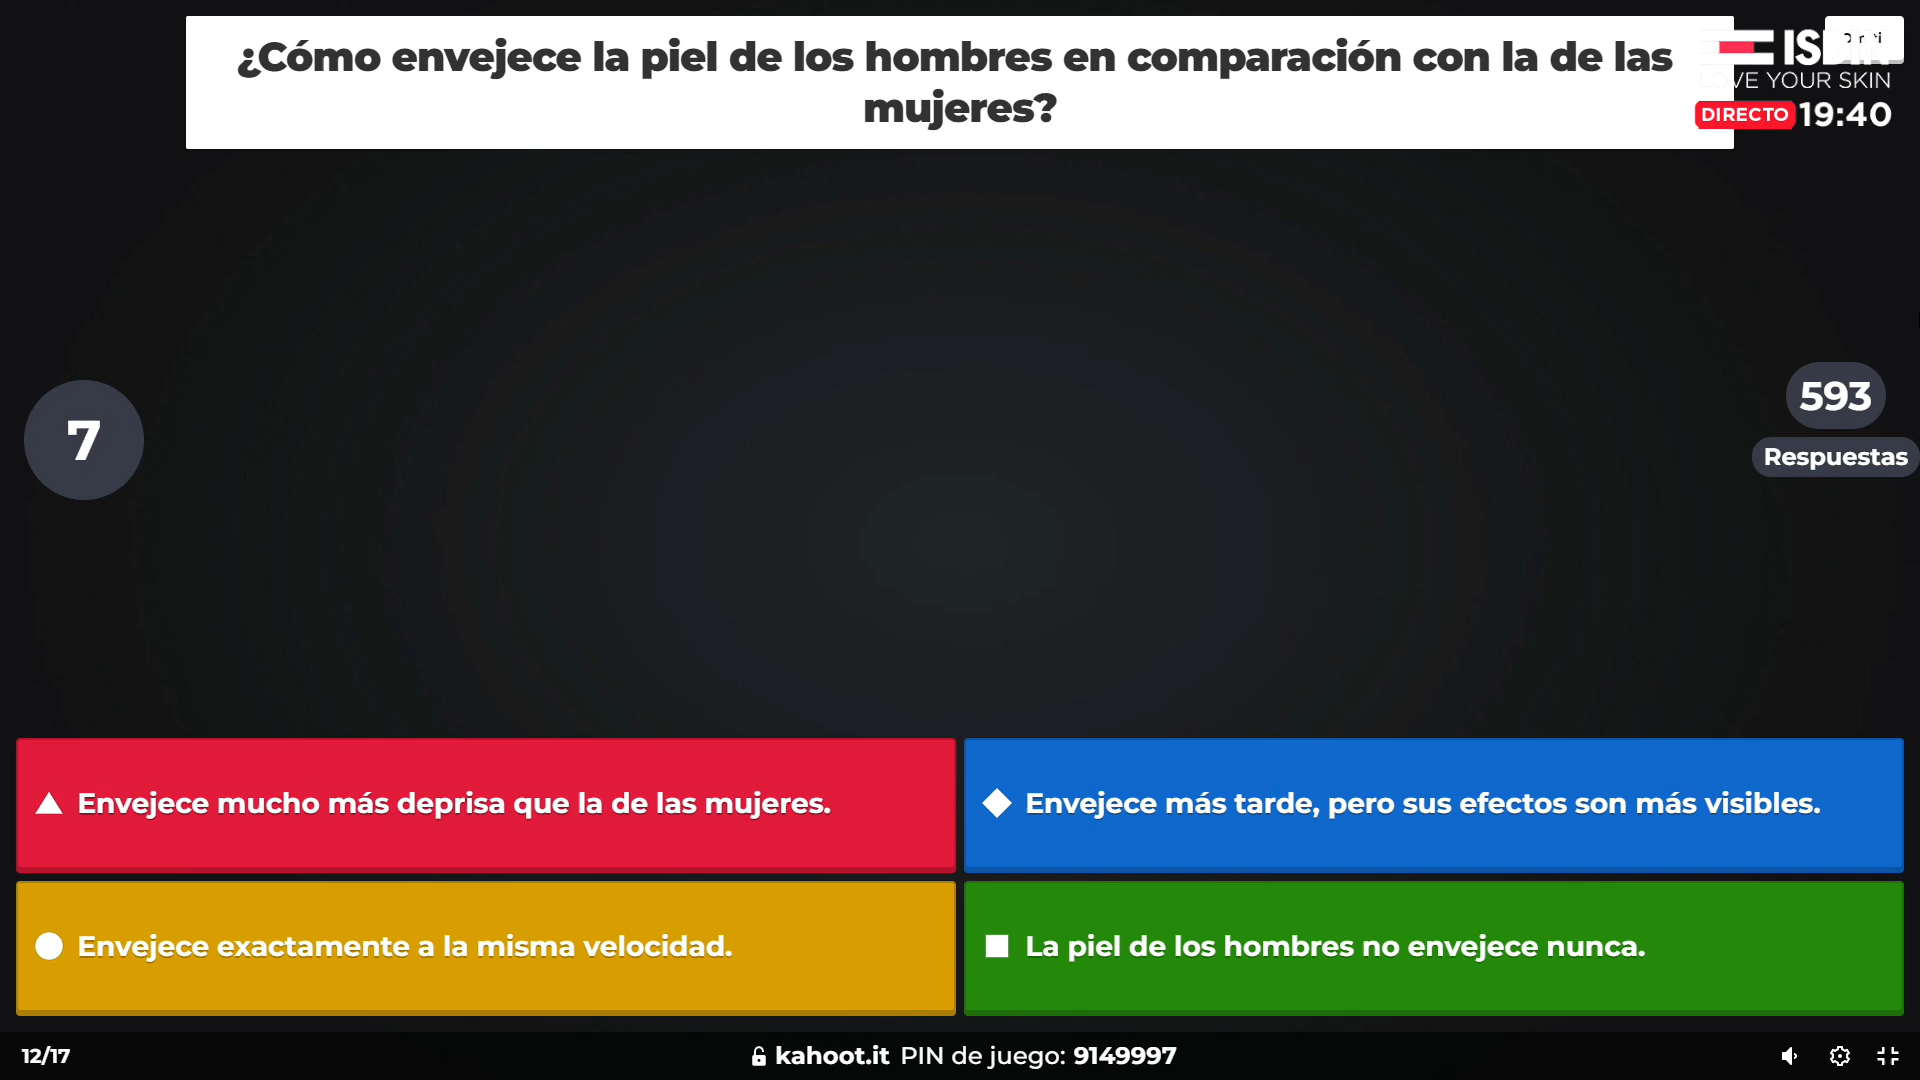 ¿Cómo envejece la piel de los hombres en comparación con la de las
mujeres?
LOVE YOUR SKIN
DIRECTO 19:40
7
593
Respuestas
Envejece mucho más deprisa que la de las mujeres.
Envejece más tarde, pero sus efectos son más visibles.
Envejece exactamente a la misma velocidad.
La piel de los hombres no envejece nunca.
12/17
kahoot.it PIN de juego: 9149997